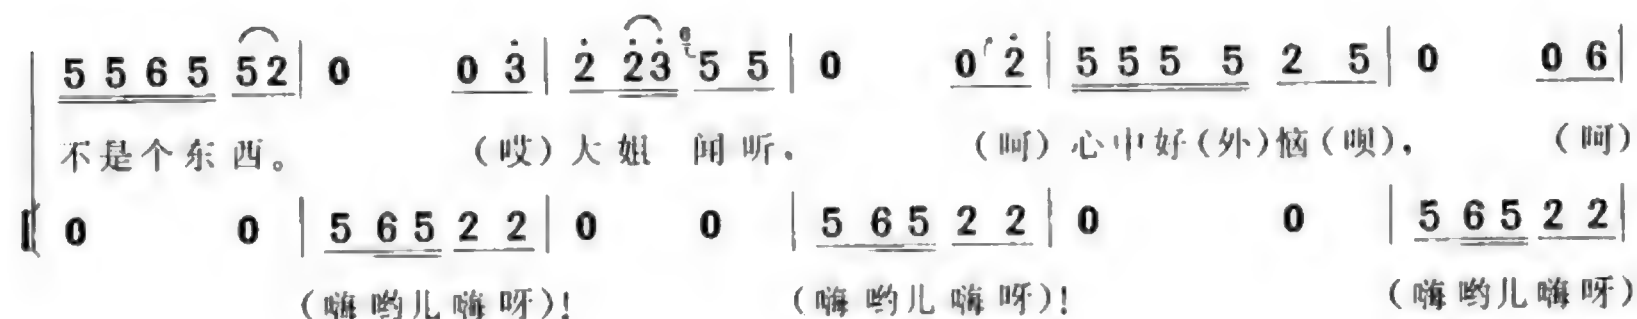 5 5 6 5 5 2 | 0 0 3 | 2 2 3 5 5 | 0 0 2 | 5 5 5 5 2 5 | 0 0 6 |
不是个东西。 (哎)大姐 闻听。 (呵)心中好(外)恼(呗), (呵)
0 0 | 5 6 5 2 2 | 0 0 | 5 6 5 2 2 | 0 0 | 5 6 5 2 2 |
(嗨哟儿嗨呀)! (嗨哟儿嗨呀)! (嗨哟儿嗨呀)